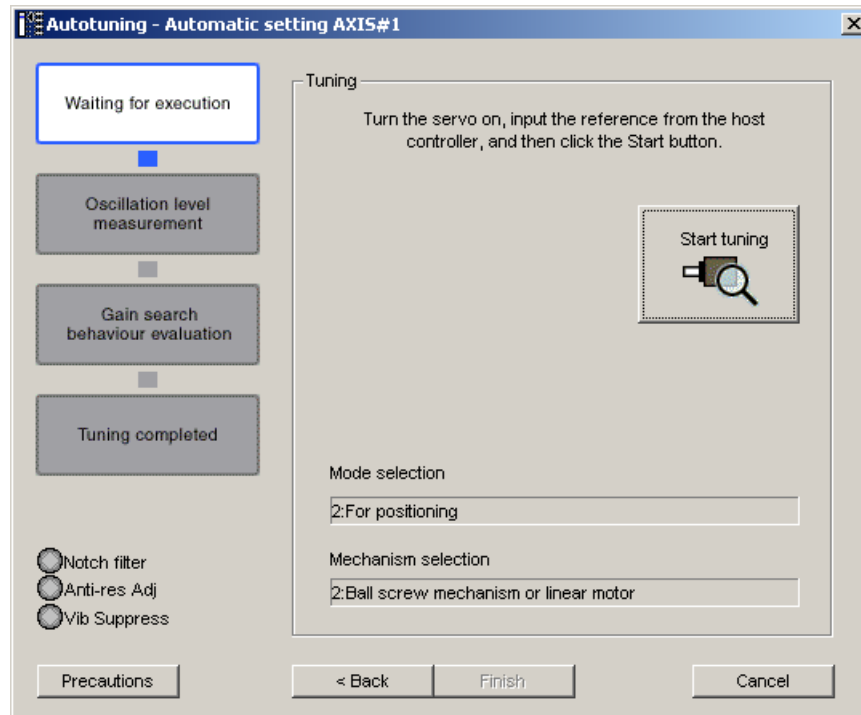 Autotuning - Automatic setting AXIS#1
Waiting for execution
Oscillation level
measurement
Gain search
behaviour evaluation
Tuning completed
Notch filter
Anti-res Adj
Vib Suppress
Tuning
Turn the servo on, input the reference from the host
controller, and then click the Start button.
Start tuning
Mode selection
2:For positioning
Mechanism selection
2:Ball screw mechanism or linear motor
Precautions
< Back
Finish
Cancel